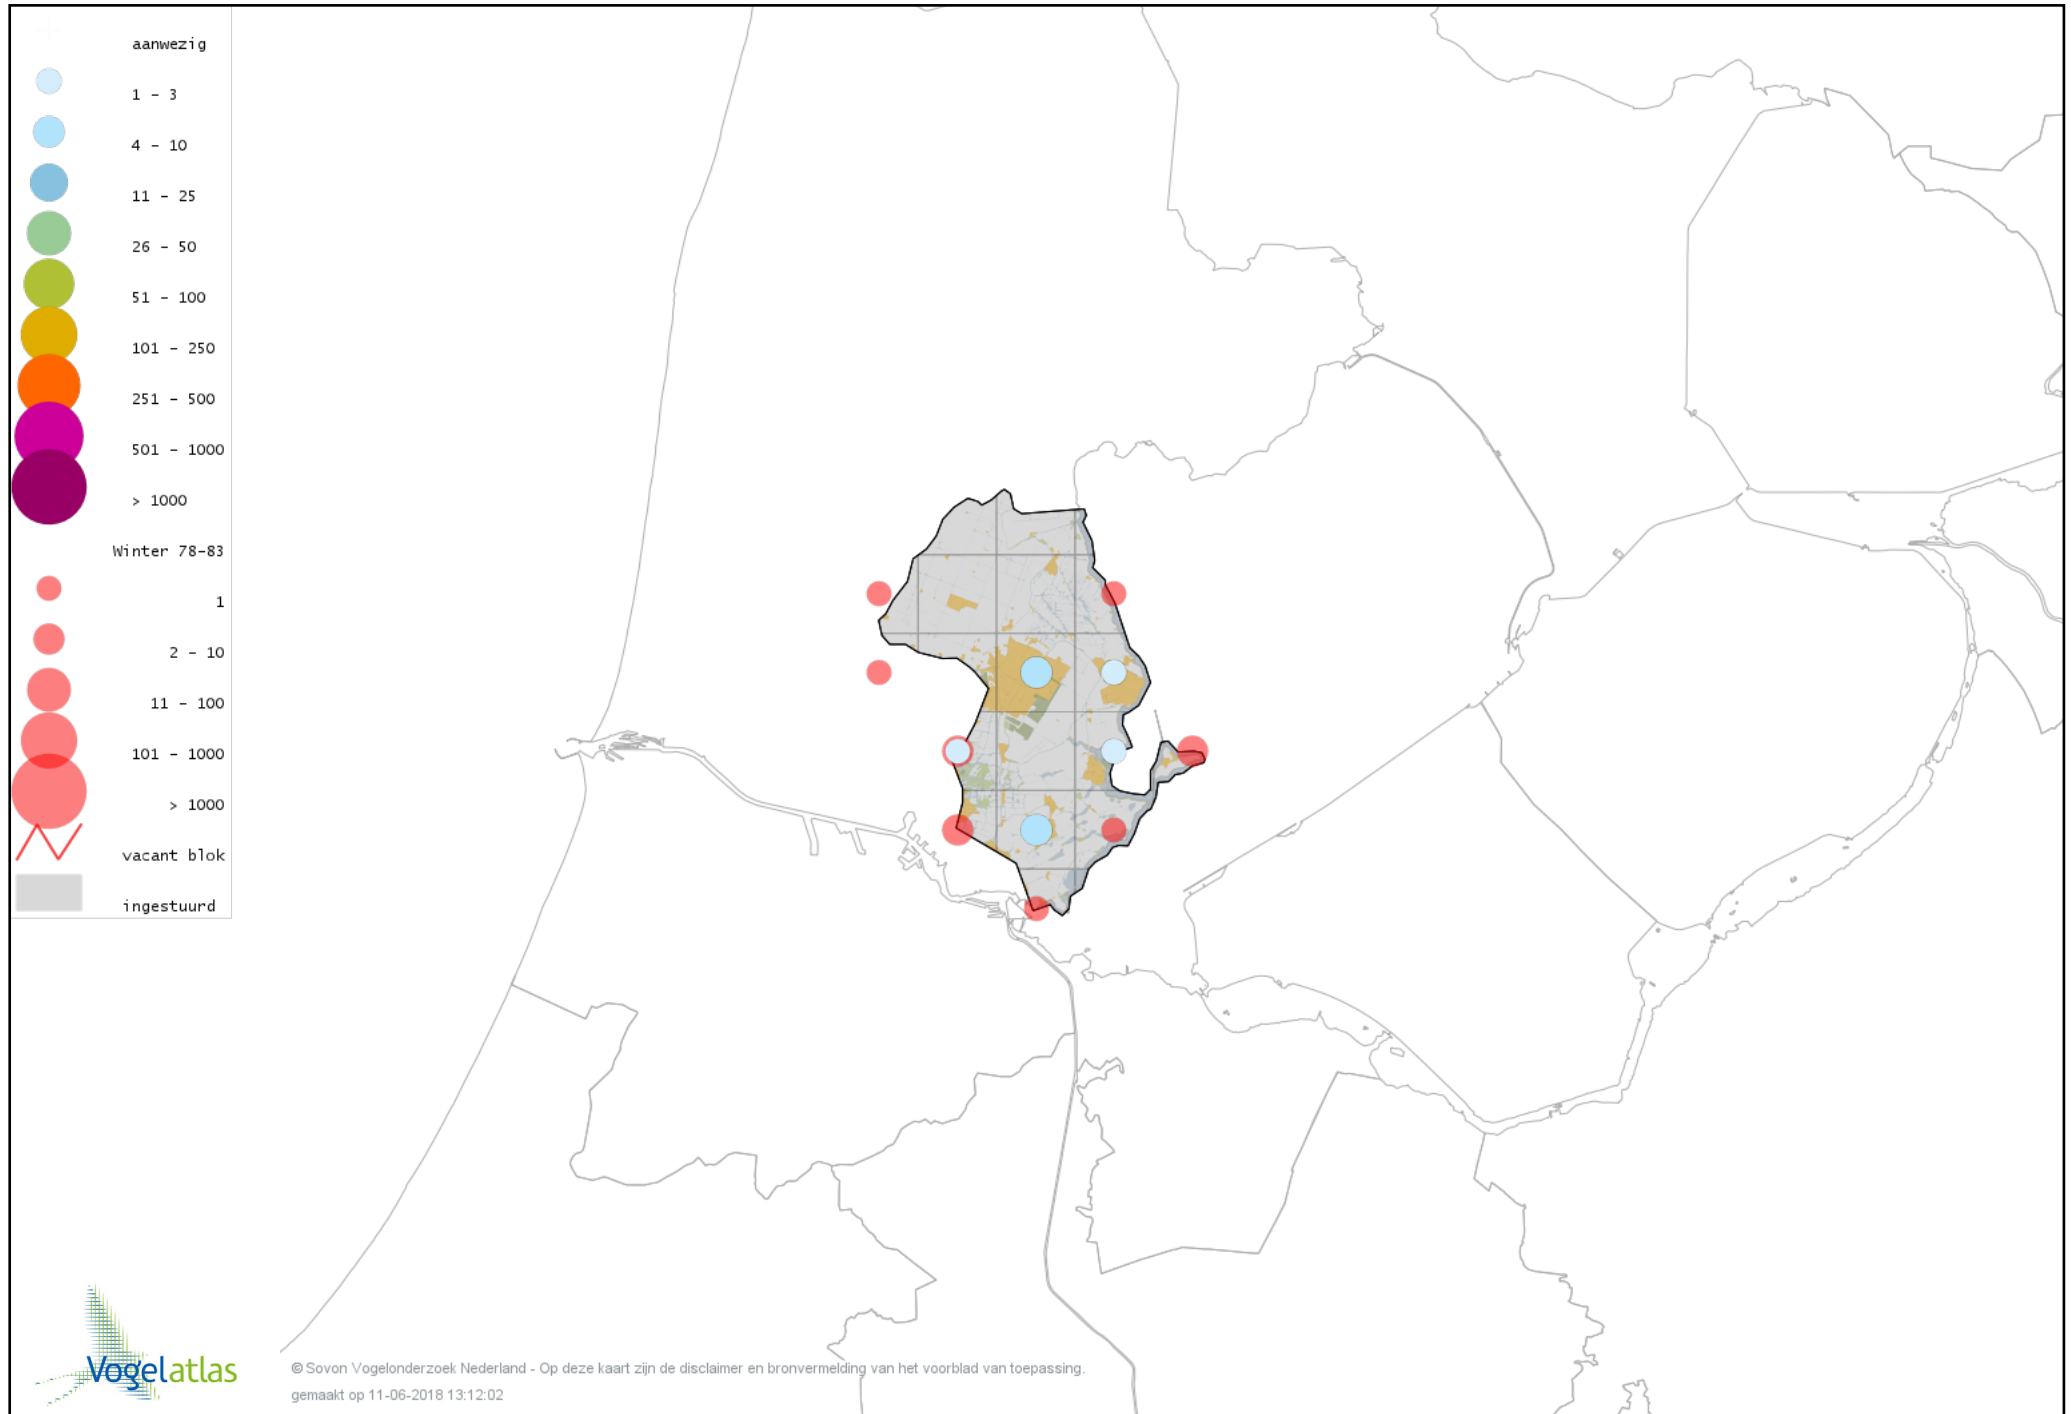 aanwezig
1 - 3
4 - 10
11 - 25
26 - 50
51 - 100
101 - 250
251 - 500
501 - 1000
> 1000
Winter 78-83
1
2 - 10
11 - 100
101 - 1000
> 1000
vacant blok
ingestuurd
Vogelatlas
© Sovon Vogelonderzoek Nederland - Op deze kaart zijn de disclaimer en bronvermelding van het voorblad van toepassing.
gemaakt op 11-06-2018 13:12:02